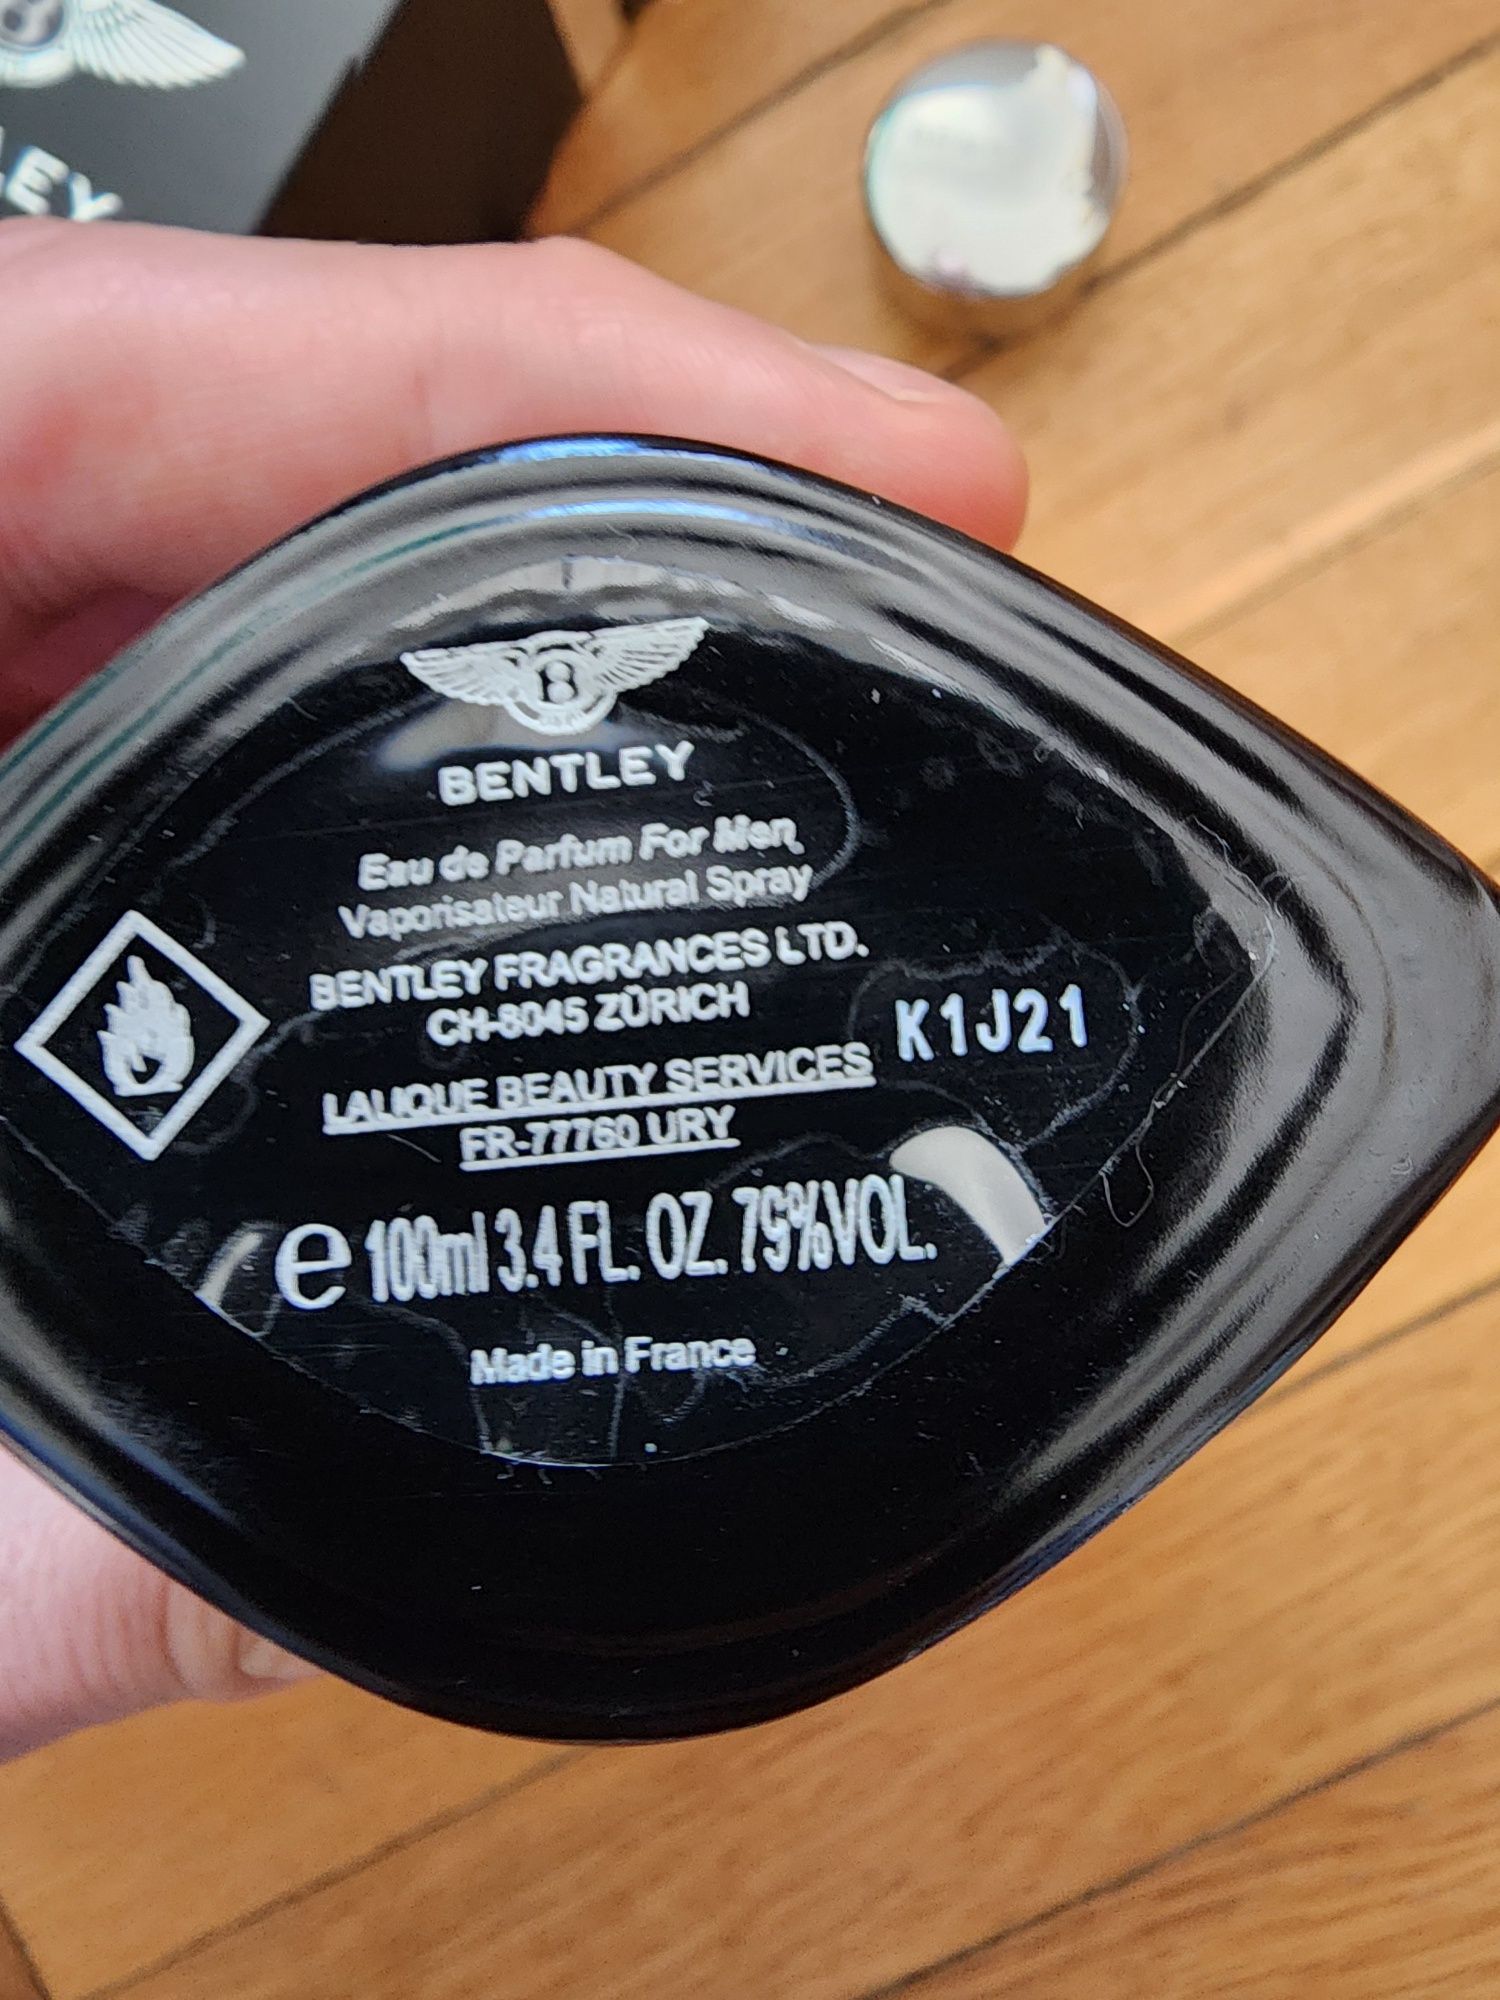 LEY
BENTLEY
Eau de Parfum For Men
Vaporisateur Natural Spray
BENTLEY FRAGRANCES LTD.
CH-8045 ZÜRICH
K1J21
LALIQUE BEAUTY SERVICES
FR-77760 URY
e 100ml 3.4 FL. OZ. 79%VOL.
Made in France